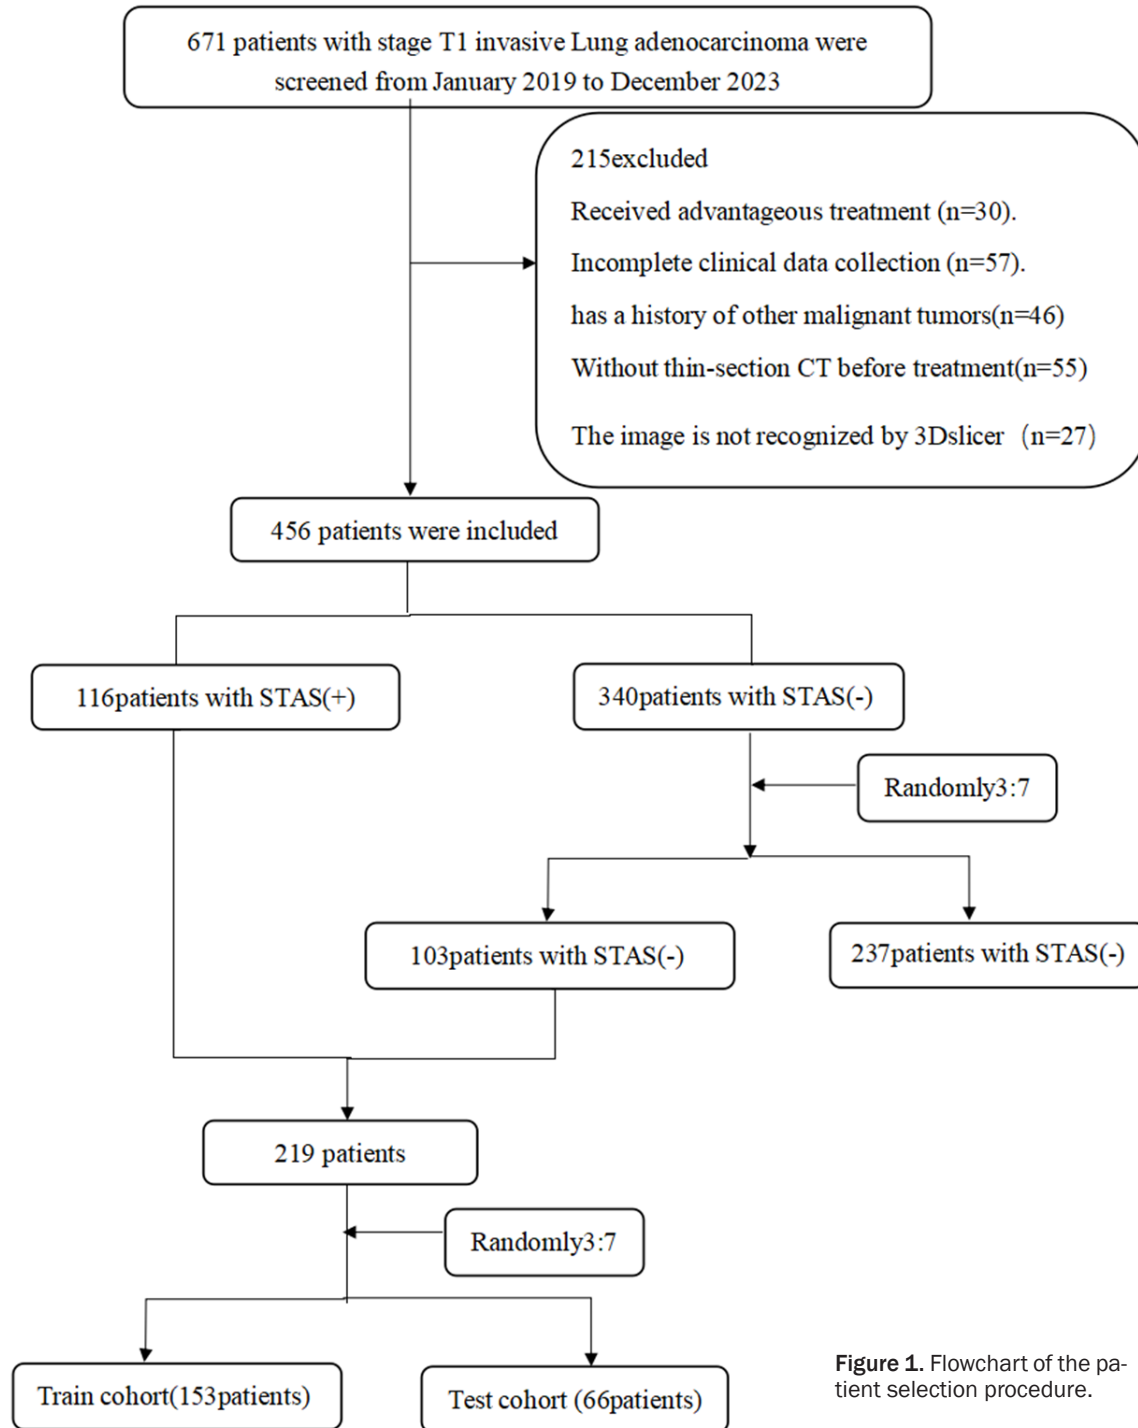 671 patients with stage T1 invasive Lung adenocarcinoma were
screened from January 2019 to December 2023
215excluded
Received advantageous treatment (n=30).
Incomplete clinical data collection (n=57).
has a history of other malignant tumors(n=46)
Without thin-section CT before treatment(n=55)
The image is not recognized by 3Dslicer (n=27)
456 patients were included
116patients with STAS(+)
340patients with STAS(-)
Randomly3:7
103patients with STAS(-)
237patients with STAS(-)
219 patients
Randomly3:7
Train cohort(153patients)
Test cohort (66patients)
Figure 1. Flowchart of the pa-
tient selection procedure.